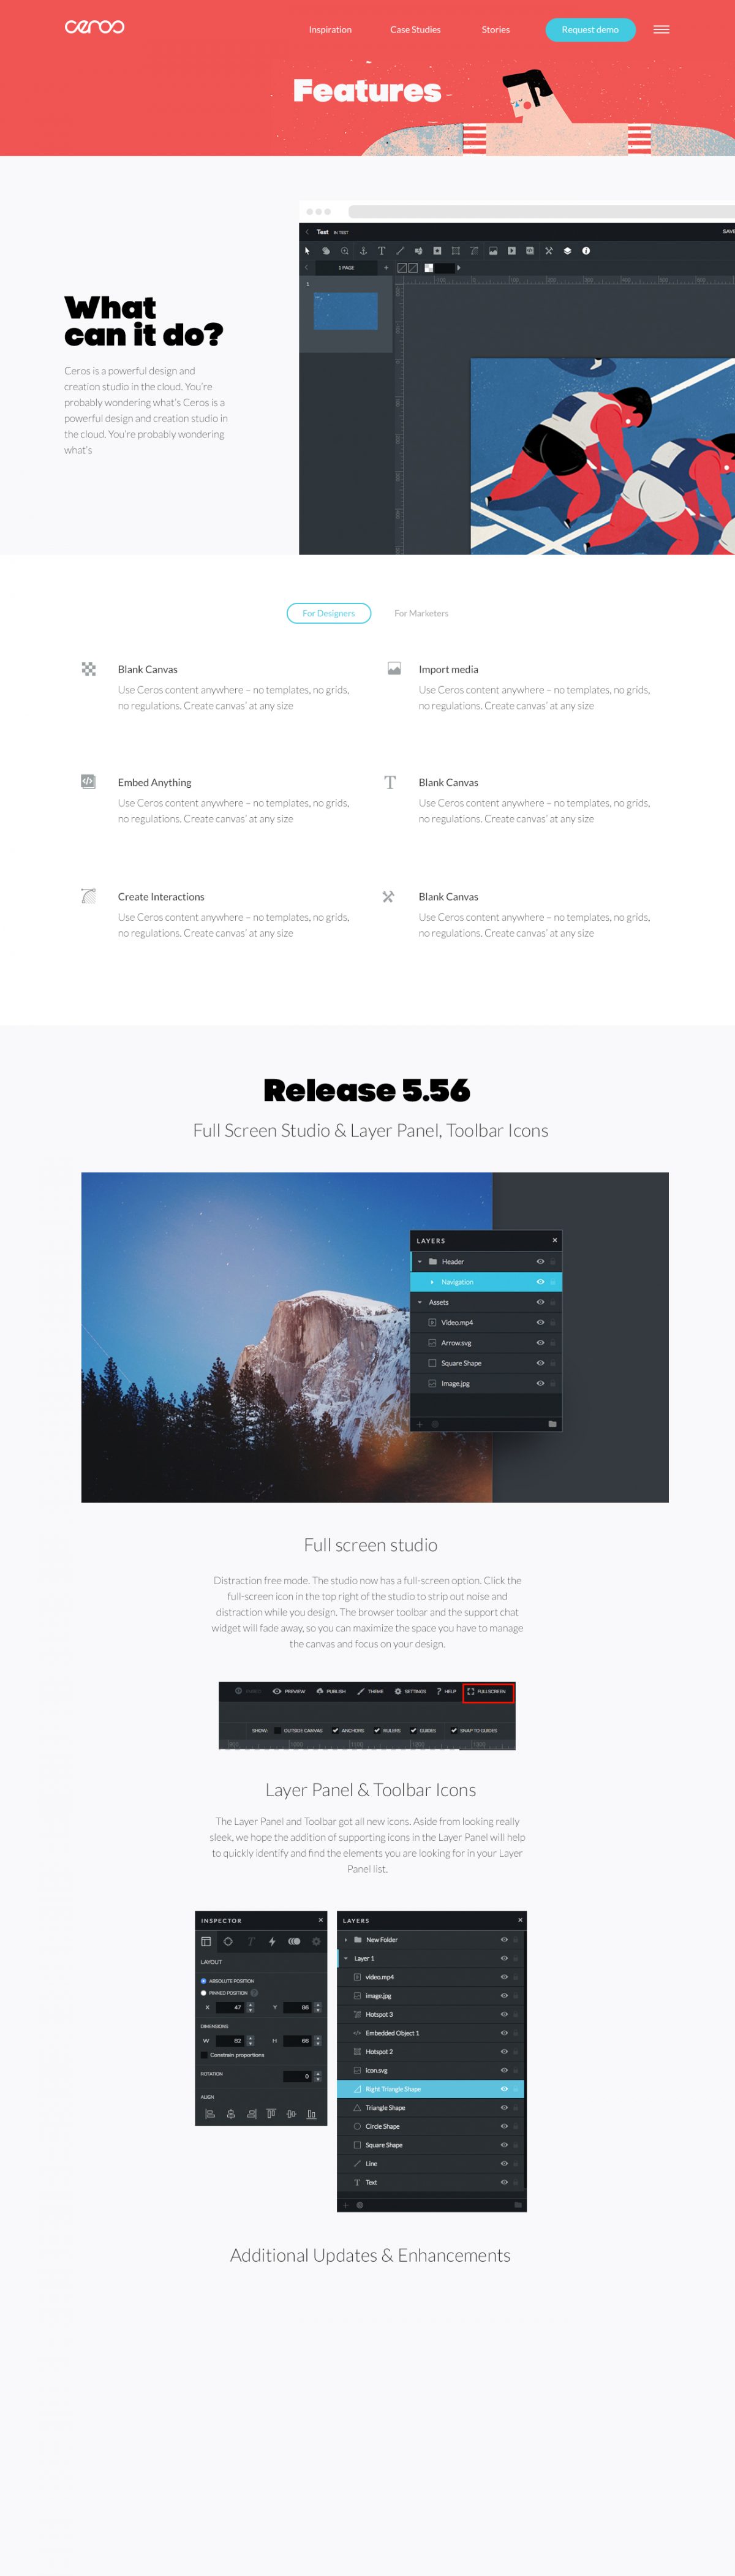 ceros
Inspiration
Case Studies
Stories
Request demo
Features
Test IN TEST
SAVE
1 PAGE
1
What
can it do?
Ceros is a powerful design and
creation studio in the cloud. You're
probably wondering what's Ceros is a
powerful design and creation studio in
the cloud. You're probably wondering
what's
For Designers
For Marketers
Blank Canvas
Use Ceros content anywhere – no templates, no grids,
no regulations. Create canvas' at any size
Import media
Use Ceros content anywhere – no templates, no grids,
no regulations. Create canvas' at any size
Embed Anything
Use Ceros content anywhere – no templates, no grids,
no regulations. Create canvas' at any size
Blank Canvas
Use Ceros content anywhere – no templates, no grids,
no regulations. Create canvas' at any size
Create Interactions
Use Ceros content anywhere – no templates, no grids,
no regulations. Create canvas' at any size
Blank Canvas
Use Ceros content anywhere – no templates, no grids,
no regulations. Create canvas' at any size
Release 5.56
Full Screen Studio & Layer Panel, Toolbar Icons
LAYERS
Header
Navigation
Assets
Video.mp4
Arrow.svg
Square Shape
Image.jpg
Full screen studio
Distraction free mode. The studio now has a full-screen option. Click the
full-screen icon in the top right of the studio to strip out noise and
distraction while you design. The browser toolbar and the support chat
widget will fade away, so you can maximize the space you have to manage
the canvas and focus on your design.
PREVIEW PUBLISH THEME SETTINGS HELP FULLSCREEN
SHOW: OUTSIDE CANVAS ANCHORS RULERS GUIDES SNAP TO GUIDES
Layer Panel & Toolbar Icons
The Layer Panel and Toolbar got all new icons. Aside from looking really
sleek, we hope the addition of supporting icons in the Layer Panel will help
to quickly identify and find the elements you are looking for in your Layer
Panel list.
INSPECTOR
LAYOUT
ABSOLUTE POSITION
PINNED POSITION ?
X 47 Y 86
DIMENSIONS
W 82 H 66
Constrain proportions
ROTATION
0
ALIGN
LAYERS
New Folder
Layer 1
video.mp4
image.jpg
Hotspot 3
Embedded Object 1
Hotspot 2
icon.svg
Right Triangle Shape
Triangle Shape
Circle Shape
Square Shape
Line
Text
Additional Updates & Enhancements